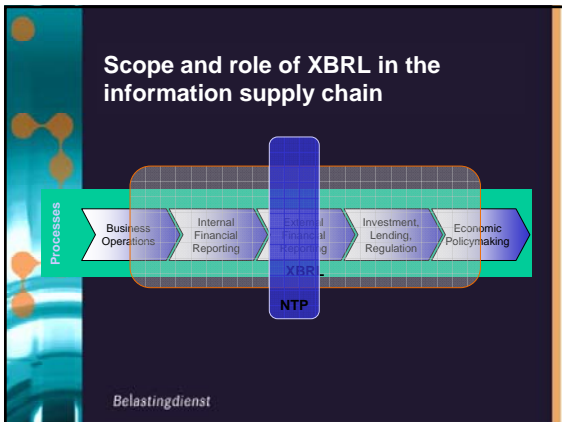 Scope and role of XBRL in the
information supply chain
Processes
Business
Operations
Internal
Financial
Reporting
External
Financial
Reporting
Investment,
Lending,
Regulation
Economic
Policymaking
XBRL
NTP
Belastingdienst